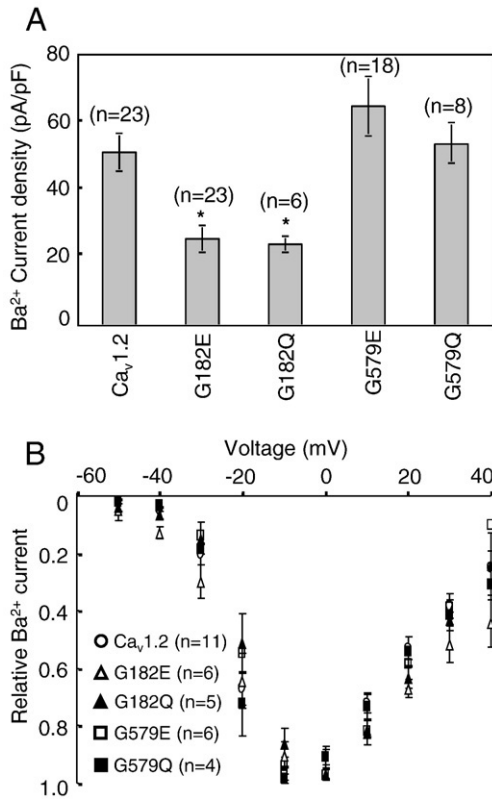 A
Ba²⁺ Current density (pA/pF)
80
60
40
20
0
(n=23)
(n=23)
*
(n=6)
*
(n=18)
(n=8)
Caᵥ1.2
G182E
G182Q
G579E
G579Q
B
Voltage (mV)
-60 -40 -20 0 20 40
Relative Ba²⁺ current
0
0.2
0.4
0.6
0.8
1.0
Caᵥ1.2 (n=11)
G182E (n=6)
G182Q (n=5)
G579E (n=6)
G579Q (n=4)